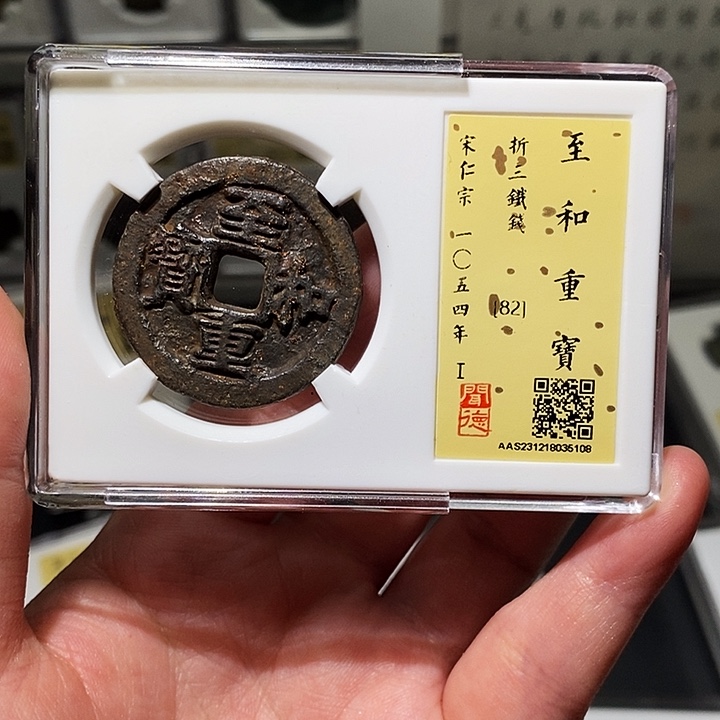 至和重寶
至和重寶
折三鐵錢 [82]
宋仁宗 一〇五四年 I
聞德
AAS231218035108